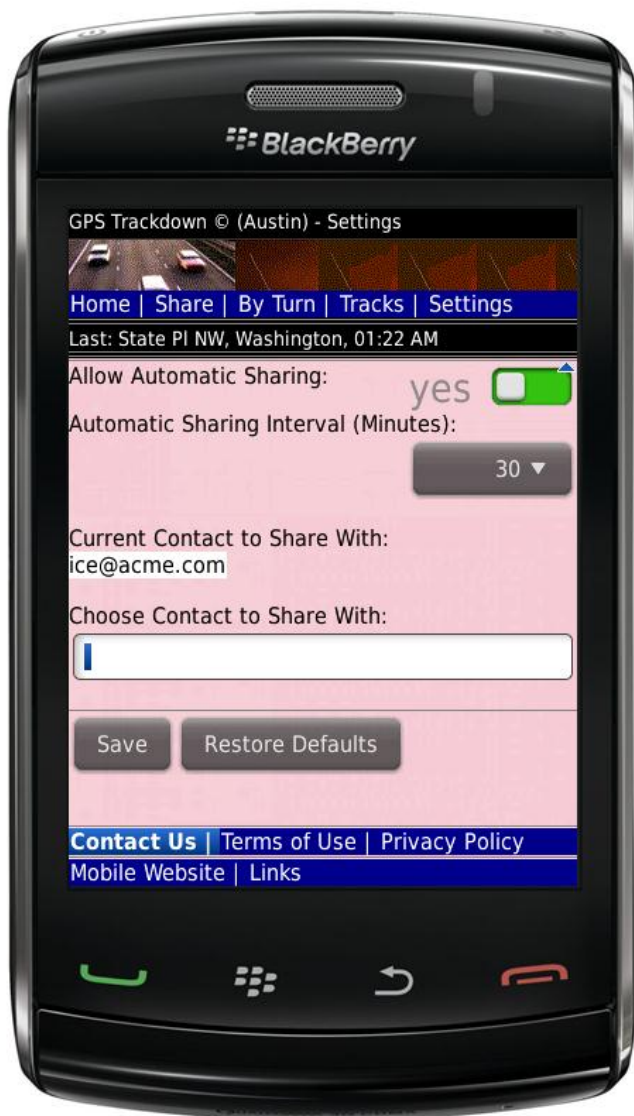 BlackBerry
GPS Trackdown © (Austin) - Settings
Home | Share | By Turn | Tracks | Settings
Last: State Pl NW, Washington, 01:22 AM
Allow Automatic Sharing:
yes
Automatic Sharing Interval (Minutes):
30
Current Contact to Share With:
ice@acme.com
Choose Contact to Share With:
Save
Restore Defaults
Contact Us | Terms of Use | Privacy Policy
Mobile Website | Links